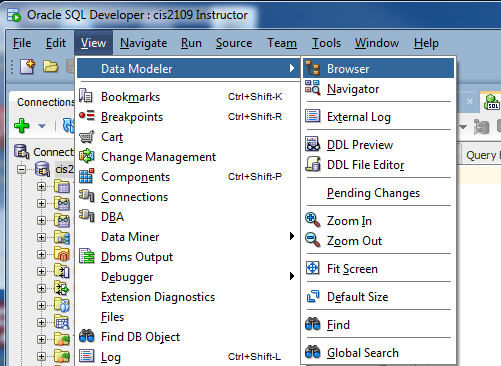 Oracle SQL Developer : cis2109 Instructor
File Edit View Navigate Run Source Team Tools Window Help
Connections
Connec
cis2
Data Modeler
Bookmarks Ctrl+Shift-K
Breakpoints Ctrl+Shift-R
Cart
Change Management
Components Ctrl+Shift-P
Connections
DBA
Data Miner
Dbms Output
Debugger
Extension Diagnostics
Files
Find DB Object
Log Ctrl+Shift-L
Browser
Navigator
External Log
DDL Preview
DDL File Editor
Pending Changes
Zoom In
Zoom Out
Fit Screen
Default Size
Find
Global Search
SQL
Query